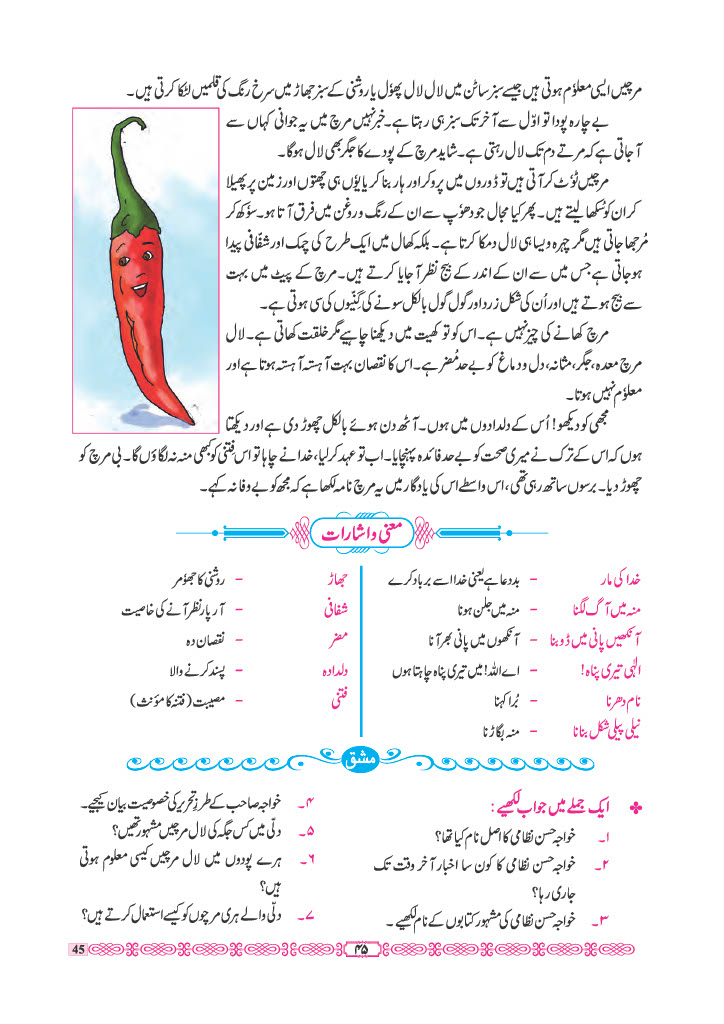 مرچیں ایسی معلوم ہوتی ہیں جیسے سبز ساٹن میں لال لال پھول یا روشنی کے سبز جھاڑ میں سرخ رنگ کی قلمیں لٹکا کرتی ہیں۔
بے چارہ پودا تو اوّل سے آخر تک سبز ہی رہتا ہے۔ خبر نہیں مرچ میں یہ جوانی کہاں سے
آجاتی ہے کہ مرتے دم تک لال رہتی ہے۔ شاید مرچ کے پودے کا جگر بھی لال ہوگا۔
مرچیں ٹوٹ کر آتی ہیں تو ڈوروں میں پرو کر اور ہار بنا کر یا یوں ہی چھتوں اور زمین پر پھیلا
کر ان کو سُکھا لیتے ہیں۔ پھر کیا مجال جو دھوپ سے ان کے رنگ و روغن میں فرق آتا ہو۔ سوٗکھ کر
مُرجھا جاتی ہیں مگر چہرہ ویسا ہی لال دمکا کرتا ہے۔ بلکہ کھال میں ایک طرح کی چمک اور شفّافی پیدا
ہوجاتی ہے جس میں سے ان کے اندر کے بیج نظر آجایا کرتے ہیں۔ مرچ کے پیٹ میں بہت
سے بیج ہوتے ہیں اور اُن کی شکل زرد اور گول گول بالکل سونے کی گِنّیوں کی سی ہوتی ہے۔
مرچ کھانے کی چیز نہیں ہے۔ اس کو تو کھیت میں دیکھنا چاہیے مگر خلقت کھاتی ہے۔ لال
مرچ معدہ، جگر، مثانہ، دل و دماغ کو بے حد مُضر ہے۔ اس کا نقصان بہت آہستہ آہستہ ہوتا ہے اور
معلوم نہیں ہوتا۔
مجھی کو دیکھو! اُس کے دلدادوں میں ہوں۔ آٹھ دن ہوئے بالکل چھوڑ دی ہے اور دیکھتا
ہوں کہ اس کے ترک نے میری صحت کو بے حد فائدہ پہنچایا۔ اب تو عہد کرلیا، خدا نے چاہا تو اس فِتنی کو کبھی منہ نہ لگاؤں گا۔ بی مرچ کو
چھوڑ دیا۔ برسوں ساتھ رہی تھی، اس واسطے اس کی یادگار میں یہ مرچ نامہ لکھا ہے کہ مجھ کو بے وفا نہ کہے۔
معنی و اشارات
خدا کی مار - بددعا ہے یعنی خدا اسے برباد کرے
منہ میں آگ لگنا - منہ میں جلن ہونا
آنکھیں پانی میں ڈوبنا - آنکھوں میں پانی بھر آنا
الٰہی تیری پناہ! - اے اللہ! میں تیری پناہ چاہتا ہوں
نام دھرنا - بُرا کہنا
نیلی پیلی شکل بنانا - منہ بگاڑنا
جھاڑ - روشنی کا جھوٗمر
شفّافی - آر پار نظر آنے کی خاصیت
مضر - نقصان دہ
دلدادہ - پسند کرنے والا
فتنی - مصیبت (فتنہ کا مؤنث)
مشق
ایک جملے میں جواب لکھیے :
۱۔ خواجہ حسن نظامی کا اصل نام کیا تھا؟
۲۔ خواجہ حسن نظامی کا کون سا اخبار آخر وقت تک
جاری رہا؟
۳۔ خواجہ حسن نظامی کی مشہور کتابوں کے نام لکھیے۔
۴۔ خواجہ صاحب کے طرزِ تحریر کی خصوصیت بیان کیجیے۔
۵۔ دلّی میں کس جگہ کی لال مرچیں مشہور تھیں؟
۶۔ ہرے پودوں میں لال مرچیں کیسی معلوم ہوتی
ہیں؟
۷۔ دلّی والے ہری مرچوں کو کیسے استعمال کرتے ہیں؟
۴۵
45